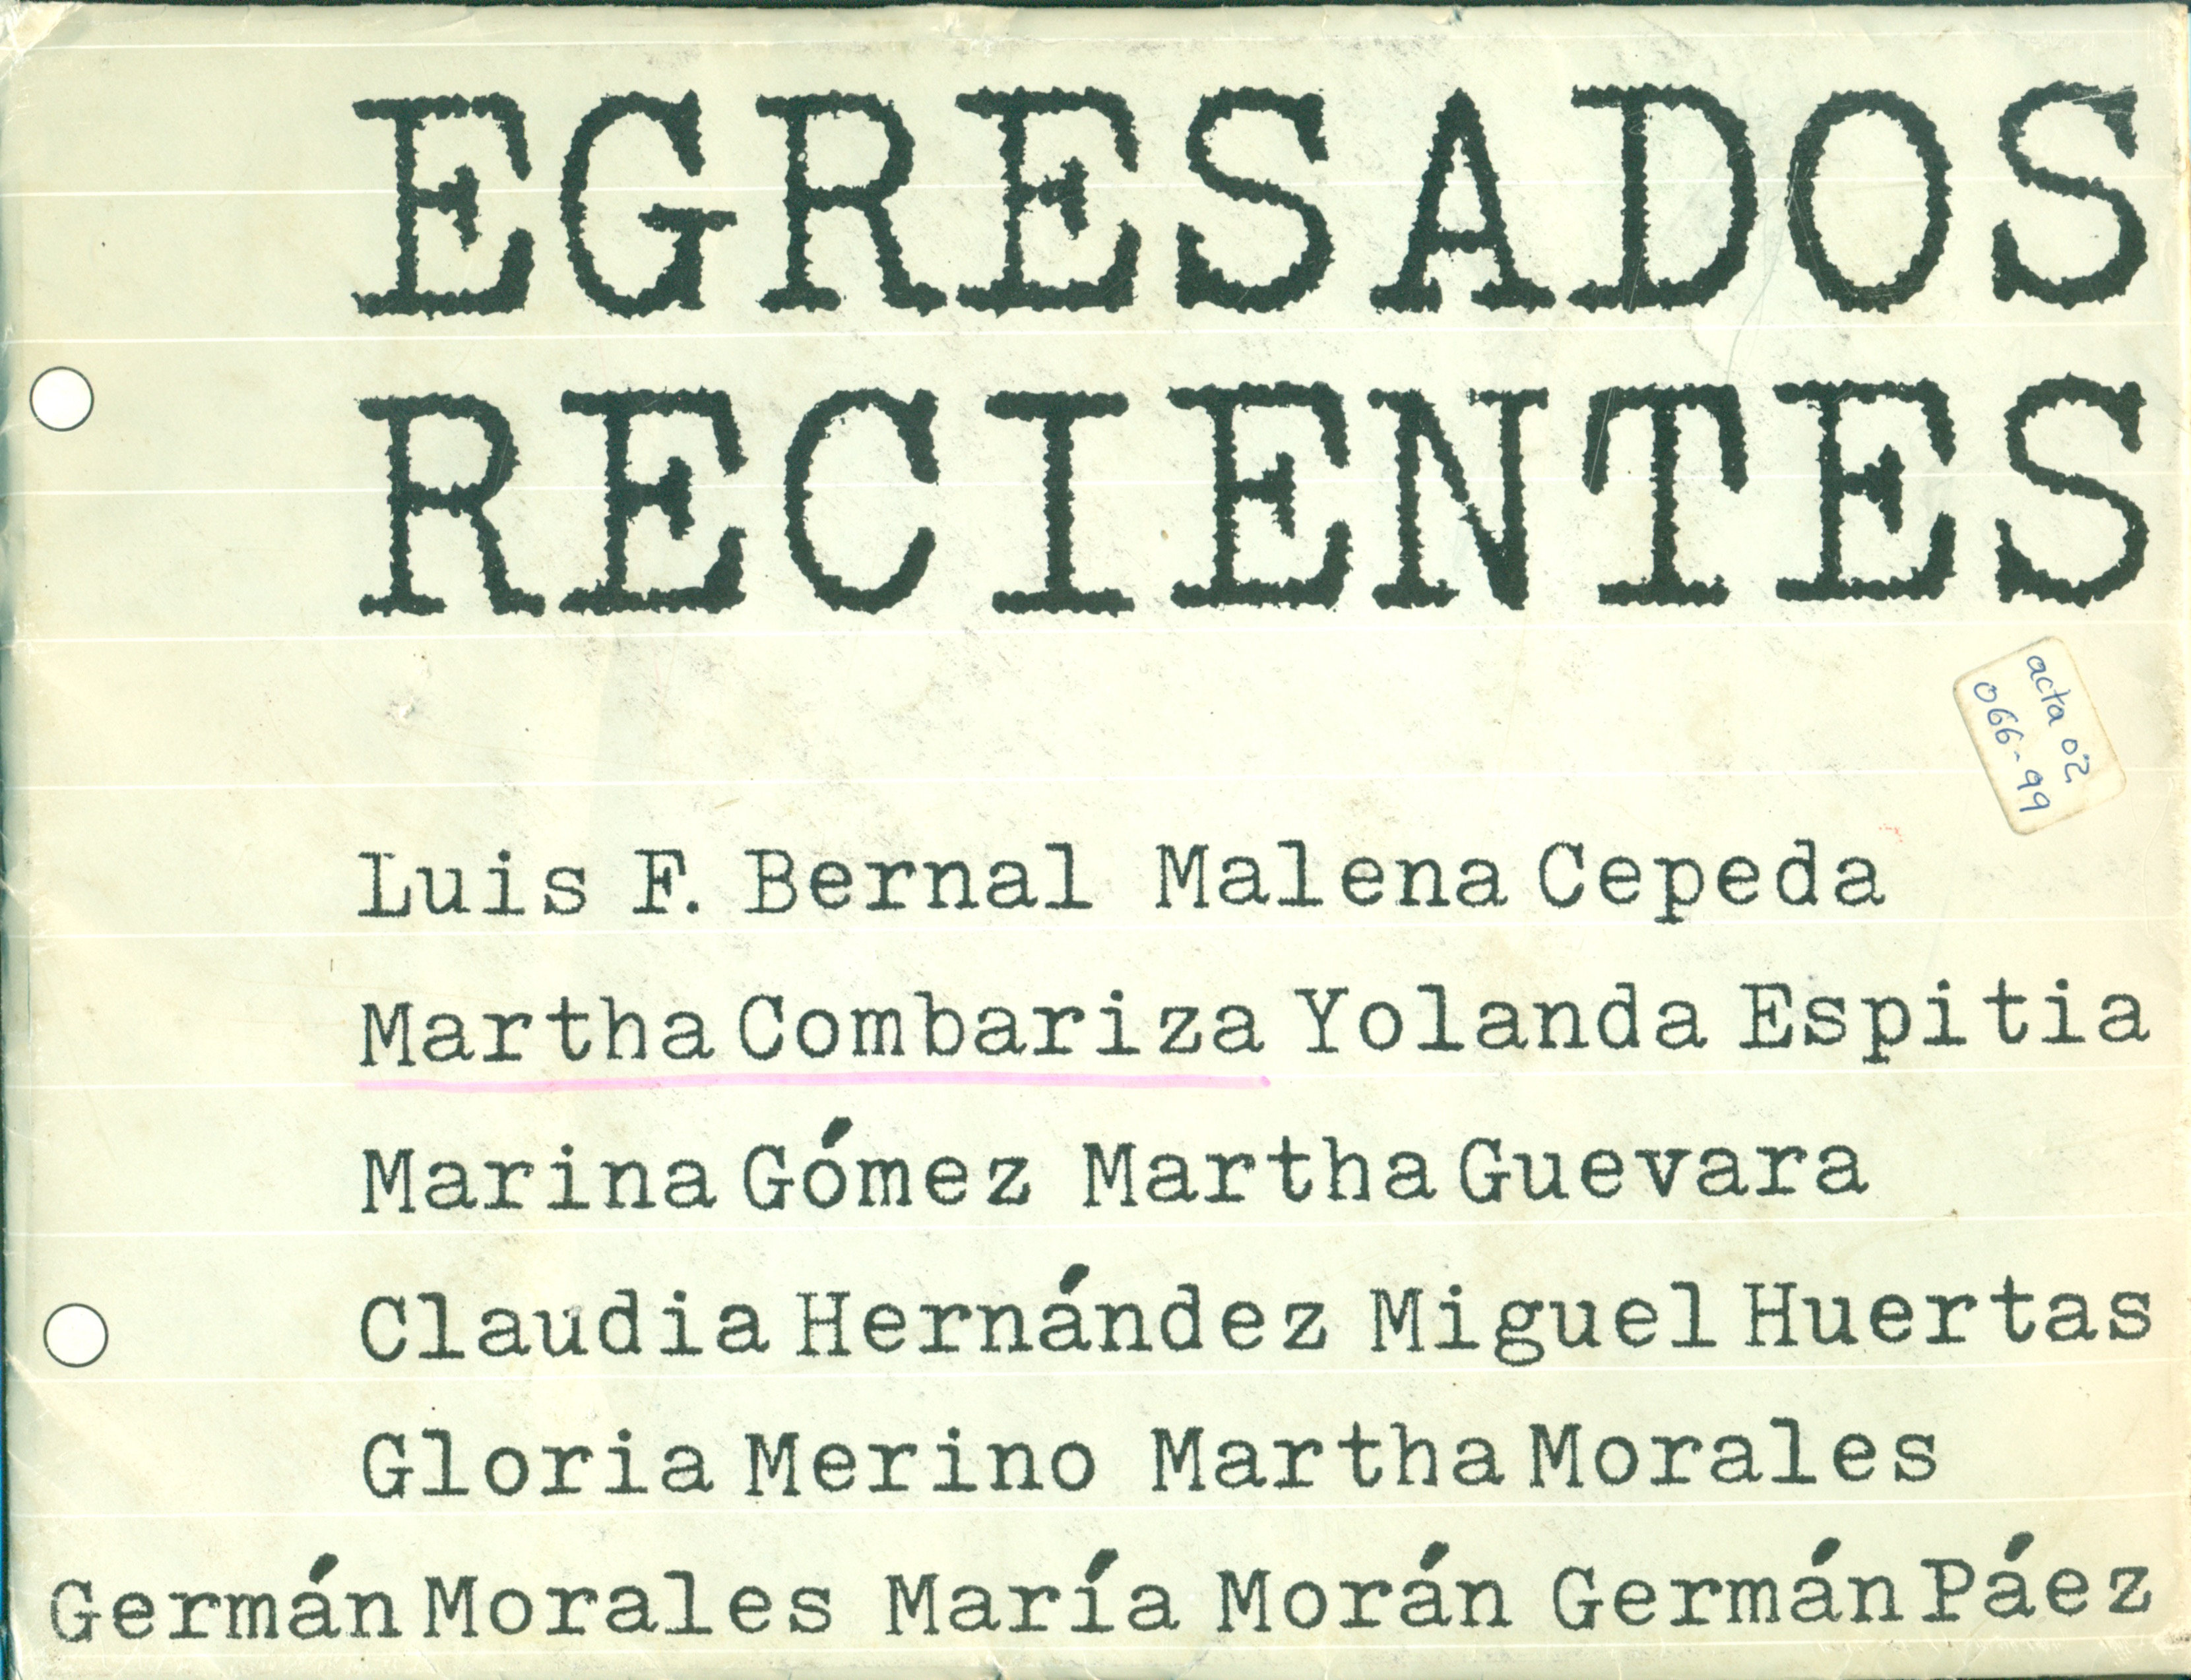 EGRESADOS
RECIENTES
acta 02
066-99
Luis F. Bernal Malena Cepeda
Martha Combariza Yolanda Espitia
Marina Gómez Martha Guevara
Claudia Hernández Miguel Huertas
Gloria Merino Martha Morales
Germán Morales María Morán Germán Páez